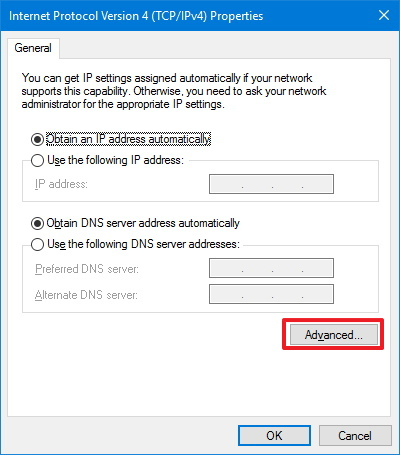 Internet Protocol Version 4 (TCP/IPv4) Properties
General
You can get IP settings assigned automatically if your network
supports this capability. Otherwise, you need to ask your network
administrator for the appropriate IP settings.
Obtain an IP address automatically
Use the following IP address:
IP address:
Obtain DNS server address automatically
Use the following DNS server addresses:
Preferred DNS server:
Alternate DNS server:
Advanced...
OK
Cancel